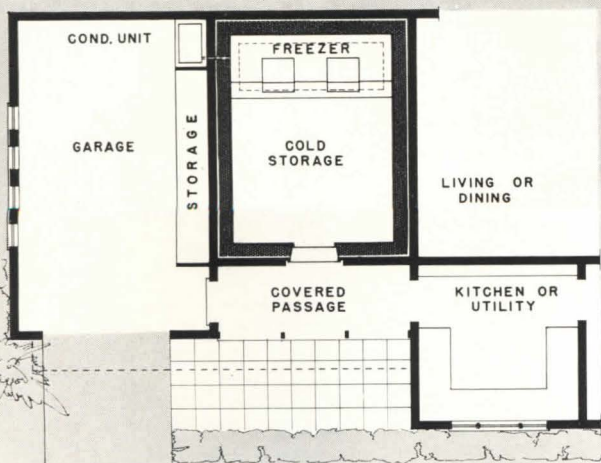 COND. UNIT
FREEZER
GARAGE
STORAGE
COLD
STORAGE
LIVING OR
DINING
COVERED
PASSAGE
KITCHEN OR
UTILITY